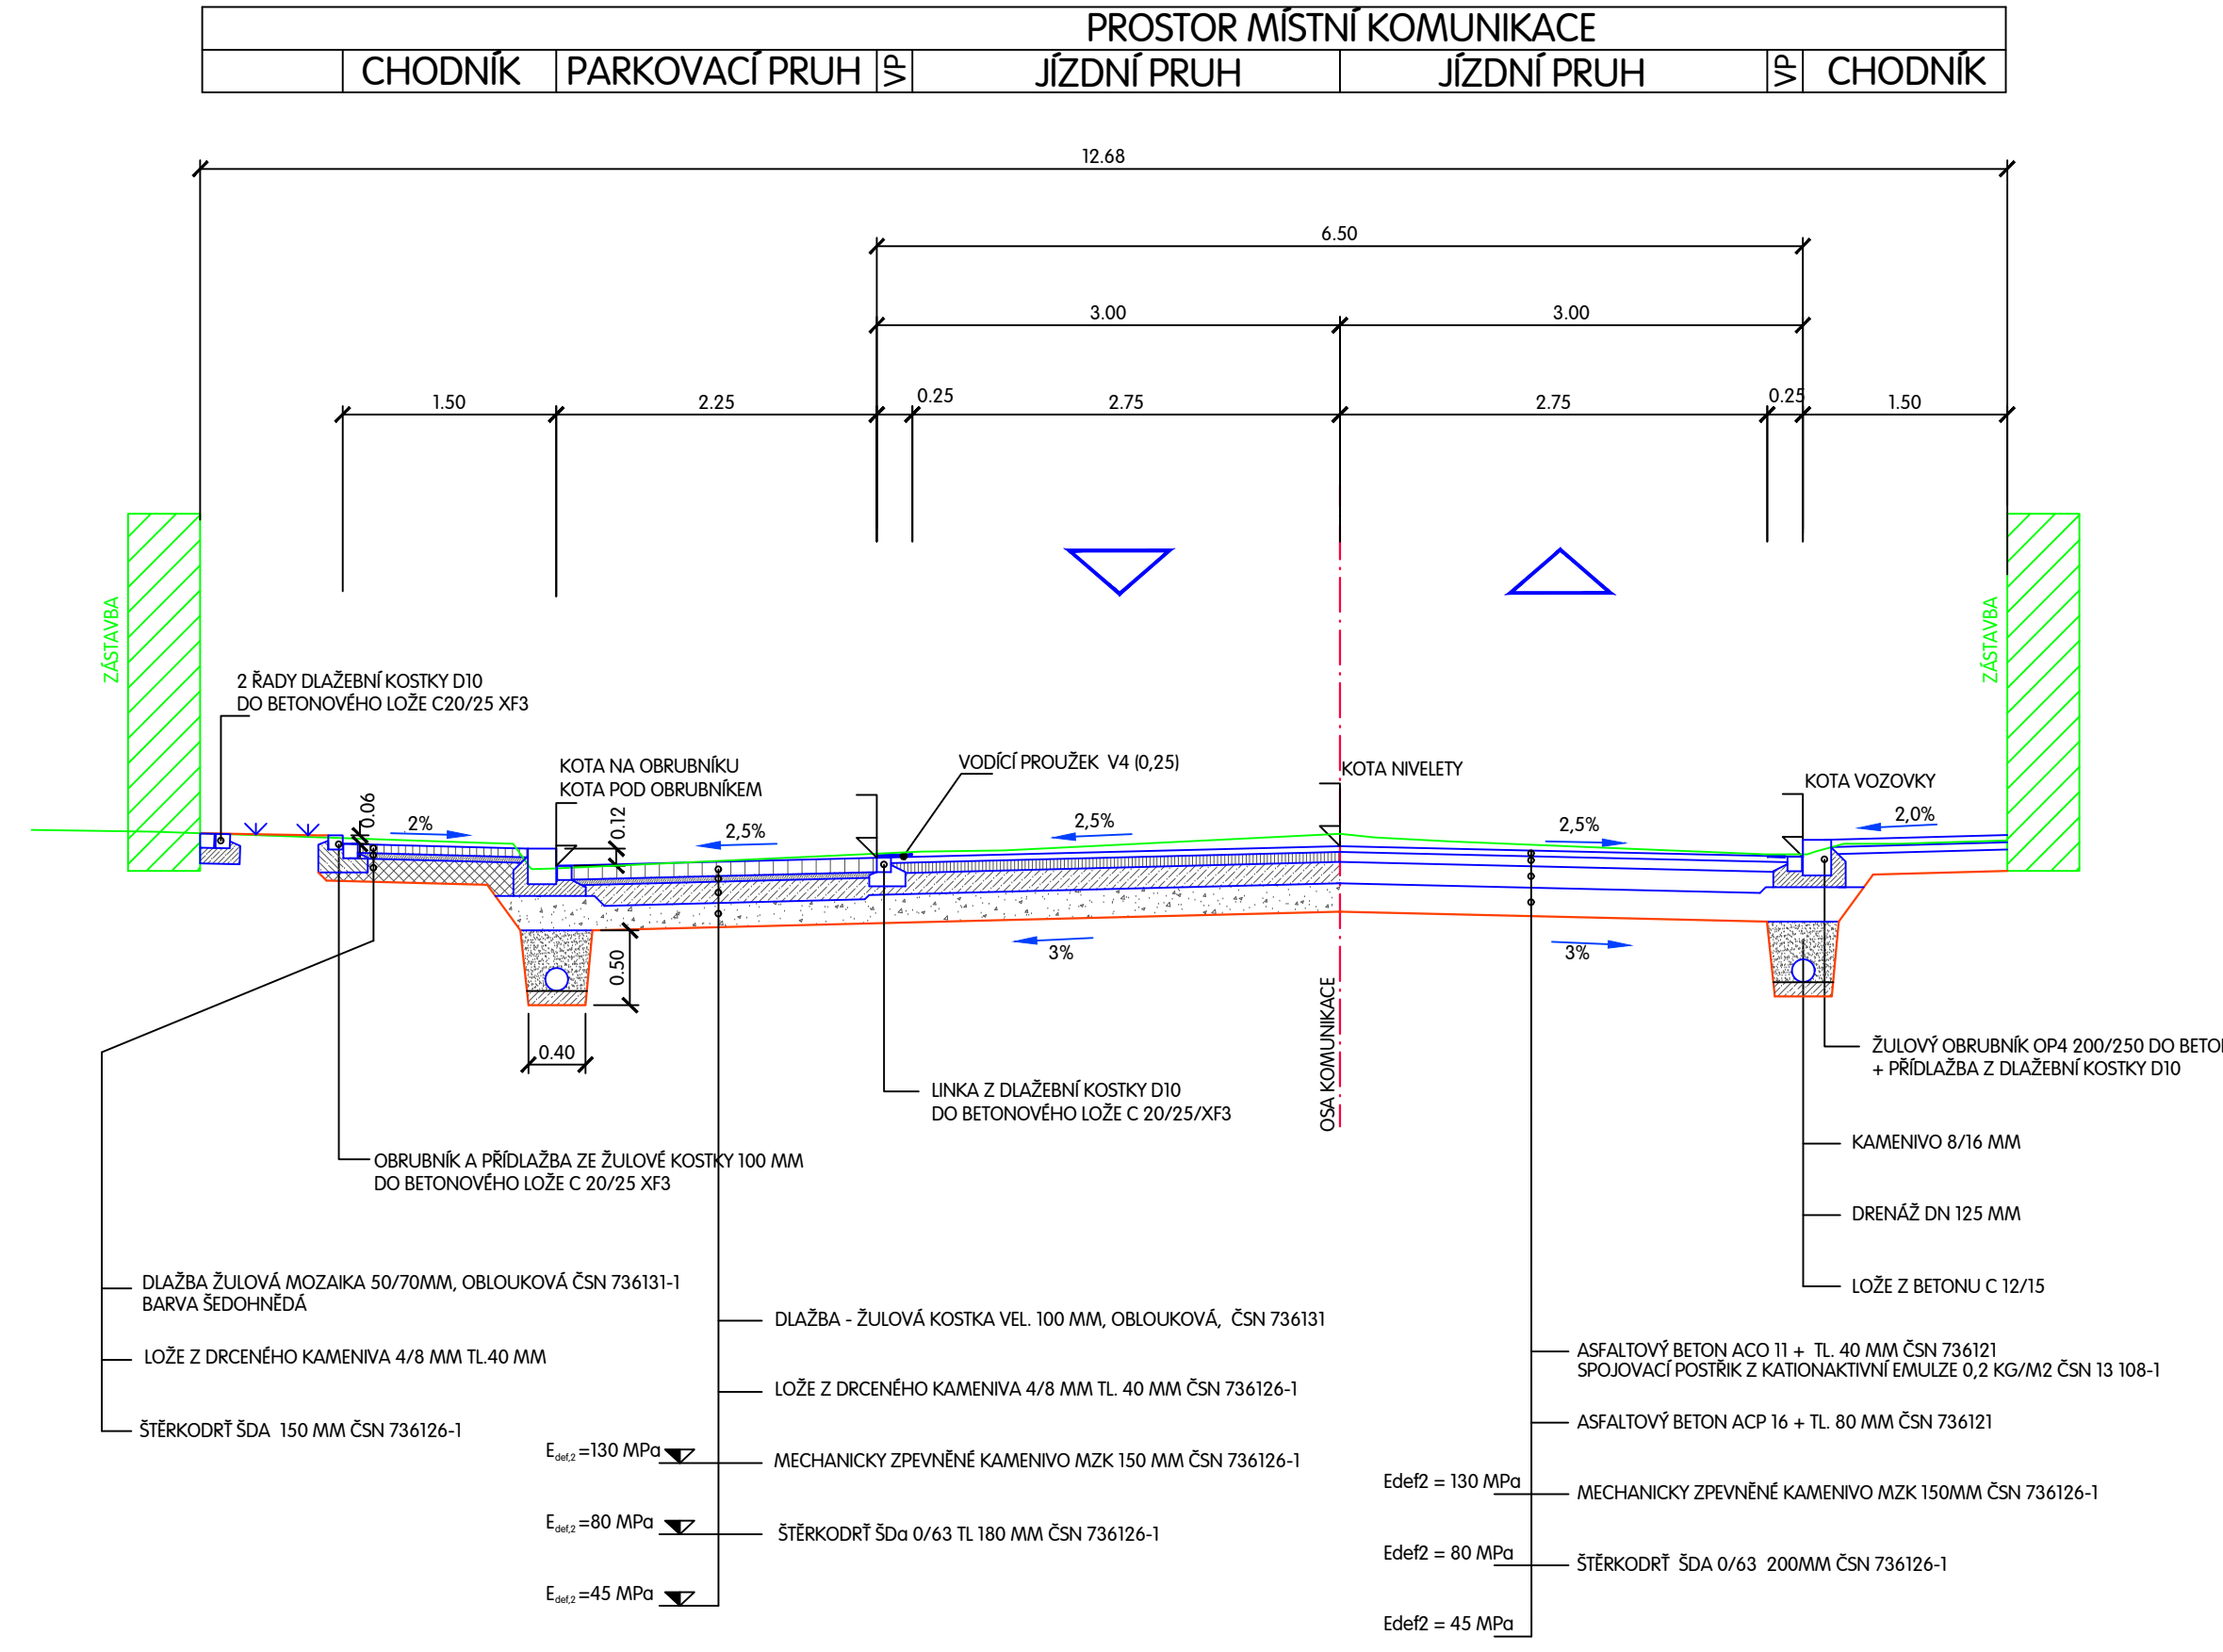 PROSTOR MÍSTNÍ KOMUNIKACE
CHODNÍK PARKOVACÍ PRUH VP JÍZDNÍ PRUH JÍZDNÍ PRUH VP CHODNÍK
12.68
6.50
3.00 3.00
1.50 2.25 0.25 2.75 2.75 0.25 1.50
ZÁSTAVBA
ZÁSTAVBA
2 ŘADY DLAŽEBNÍ KOSTKY D10
DO BETONOVÉHO LOŽE C20/25 XF3
KOTA NA OBRUBNÍKU
KOTA POD OBRUBNÍKEM
VODÍCÍ PROUŽEK V4 (0,25)
KOTA NIVELETY
KOTA VOZOVKY
0.06
2%
0.12
2,5%
2,5%
2,5%
2,0%
3%
3%
0.50
0.40
OSA KOMUNIKACE
ŽULOVÝ OBRUBNÍK OP4 200/250 DO BETO
+ PŘÍDLAŽBA Z DLAŽEBNÍ KOSTKY D10
LINKA Z DLAŽEBNÍ KOSTKY D10
DO BETONOVÉHO LOŽE C 20/25/XF3
KAMENIVO 8/16 MM
OBRUBNÍK A PŘÍDLAŽBA ZE ŽULOVÉ KOSTKY 100 MM
DO BETONOVÉHO LOŽE C 20/25 XF3
DRENÁŽ DN 125 MM
LOŽE Z BETONU C 12/15
DLAŽBA ŽULOVÁ MOZAIKA 50/70MM, OBLOUKOVÁ ČSN 736131-1
BARVA ŠEDOHNĚDÁ
LOŽE Z DRCENÉHO KAMENIVA 4/8 MM TL.40 MM
ŠTĚRKODRŤ ŠDA 150 MM ČSN 736126-1
DLAŽBA - ŽULOVÁ KOSTKA VEL. 100 MM, OBLOUKOVÁ, ČSN 736131
LOŽE Z DRCENÉHO KAMENIVA 4/8 MM TL. 40 MM ČSN 736126-1
Edef,2 =130 MPa
MECHANICKY ZPEVNĚNÉ KAMENIVO MZK 150 MM ČSN 736126-1
Edef,2 =80 MPa
ŠTĚRKODRŤ ŠDa 0/63 TL 180 MM ČSN 736126-1
Edef,2 =45 MPa
ASFALTOVÝ BETON ACO 11 + TL. 40 MM ČSN 736121
SPOJOVACÍ POSTŘIK Z KATIONAKTIVNÍ EMULZE 0,2 KG/M2 ČSN 13 108-1
ASFALTOVÝ BETON ACP 16 + TL. 80 MM ČSN 736121
Edef2 = 130 MPa
MECHANICKY ZPEVNĚNÉ KAMENIVO MZK 150MM ČSN 736126-1
Edef2 = 80 MPa
ŠTĚRKODRŤ ŠDA 0/63 200MM ČSN 736126-1
Edef2 = 45 MPa